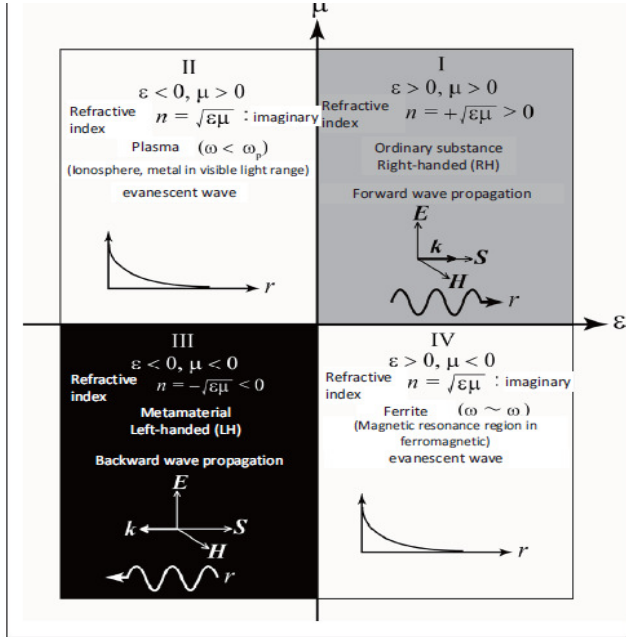 μ
II
ε < 0, μ > 0
Refractive index n = √εμ : imaginary
Plasma (ω < ωp)
(Ionosphere, metal in visible light range)
evanescent wave
r
I
ε > 0, μ > 0
Refractive index n = +√εμ > 0
Ordinary substance
Right-handed (RH)
Forward wave propagation
E
k
S
H
r
ε
III
ε < 0, μ < 0
Refractive index n = −√εμ < 0
Metamaterial
Left-handed (LH)
Backward wave propagation
E
k
S
H
r
IV
ε > 0, μ < 0
Refractive index n = √εμ : imaginary
Ferrite (ω ~ ω)
(Magnetic resonance region in
ferromagnetic)
evanescent wave
r